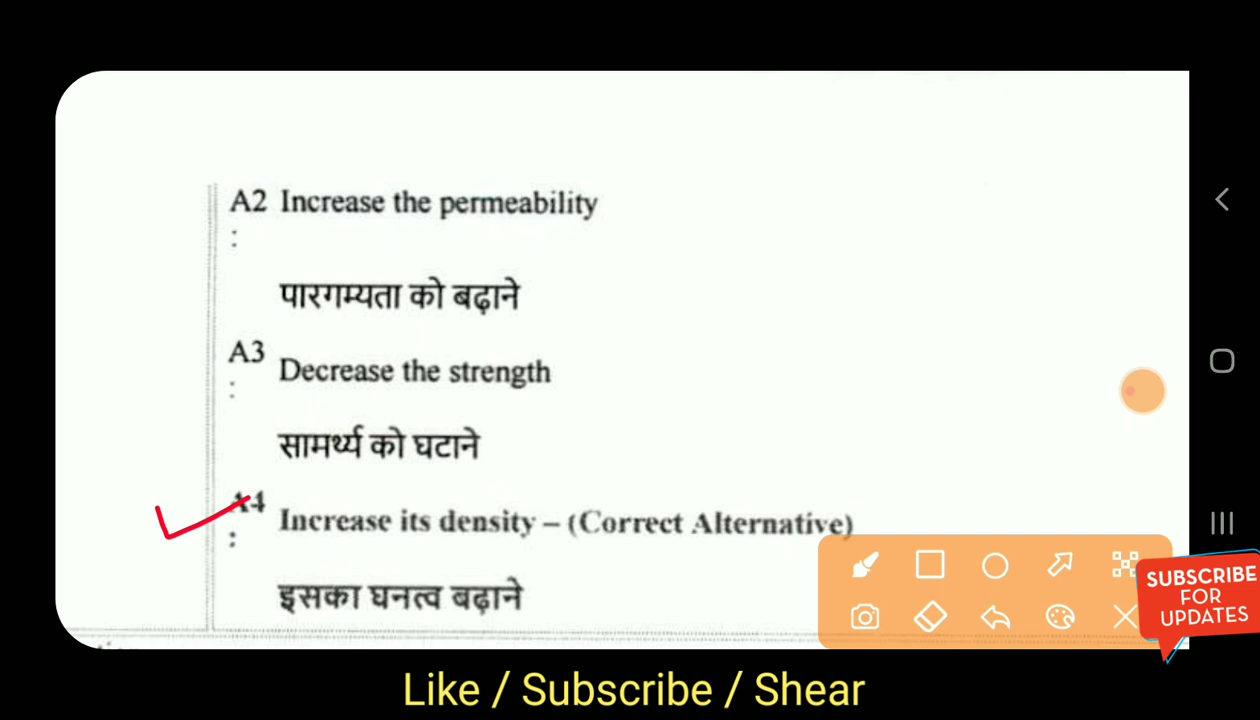 A2 Increase the permeability
:
पारगम्यता को बढ़ाने
A3 Decrease the strength
:
सामर्थ्य को घटाने
A4 Increase its density – (Correct Alternative)
:
इसका घनत्व बढ़ाने
SUBSCRIBE
FOR
UPDATES
Like / Subscribe / Shear